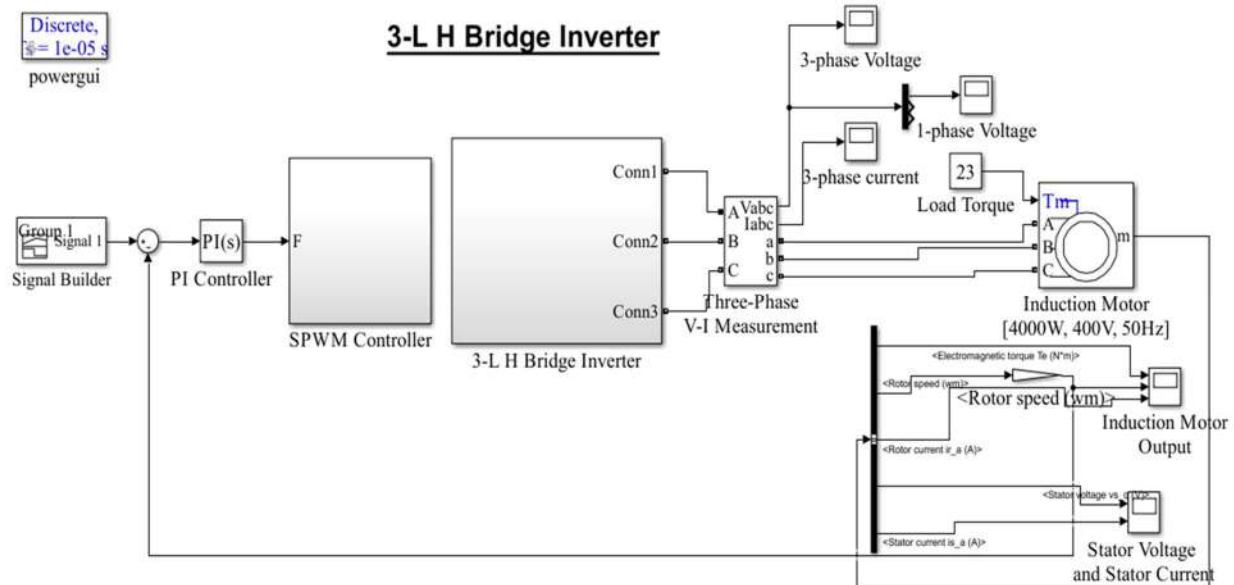 Discrete,
= 1e-05 s
powergui
3-L H Bridge Inverter
3-phase Voltage
1-phase Voltage
3-phase current
23
Load Torque
Group 1
Signal 1
Signal Builder
+
-
PI(s)
PI Controller
F
SPWM Controller
Conn1
Conn2
Conn3
3-L H Bridge Inverter
A
B
C
Vabc
Iabc
a
b
c
Three-Phase
V-I Measurement
Tm
A
B
C
m
Induction Motor
[4000W, 400V, 50Hz]
<Electromagnetic torque Te (N*m)>
<Rotor speed (wm)>
<Rotor speed (wm)>
<Rotor current ir_a (A)>
Induction Motor
Output
<Stator voltage vs_q (V)>
<Stator current is_a (A)>
Stator Voltage
and Stator Current